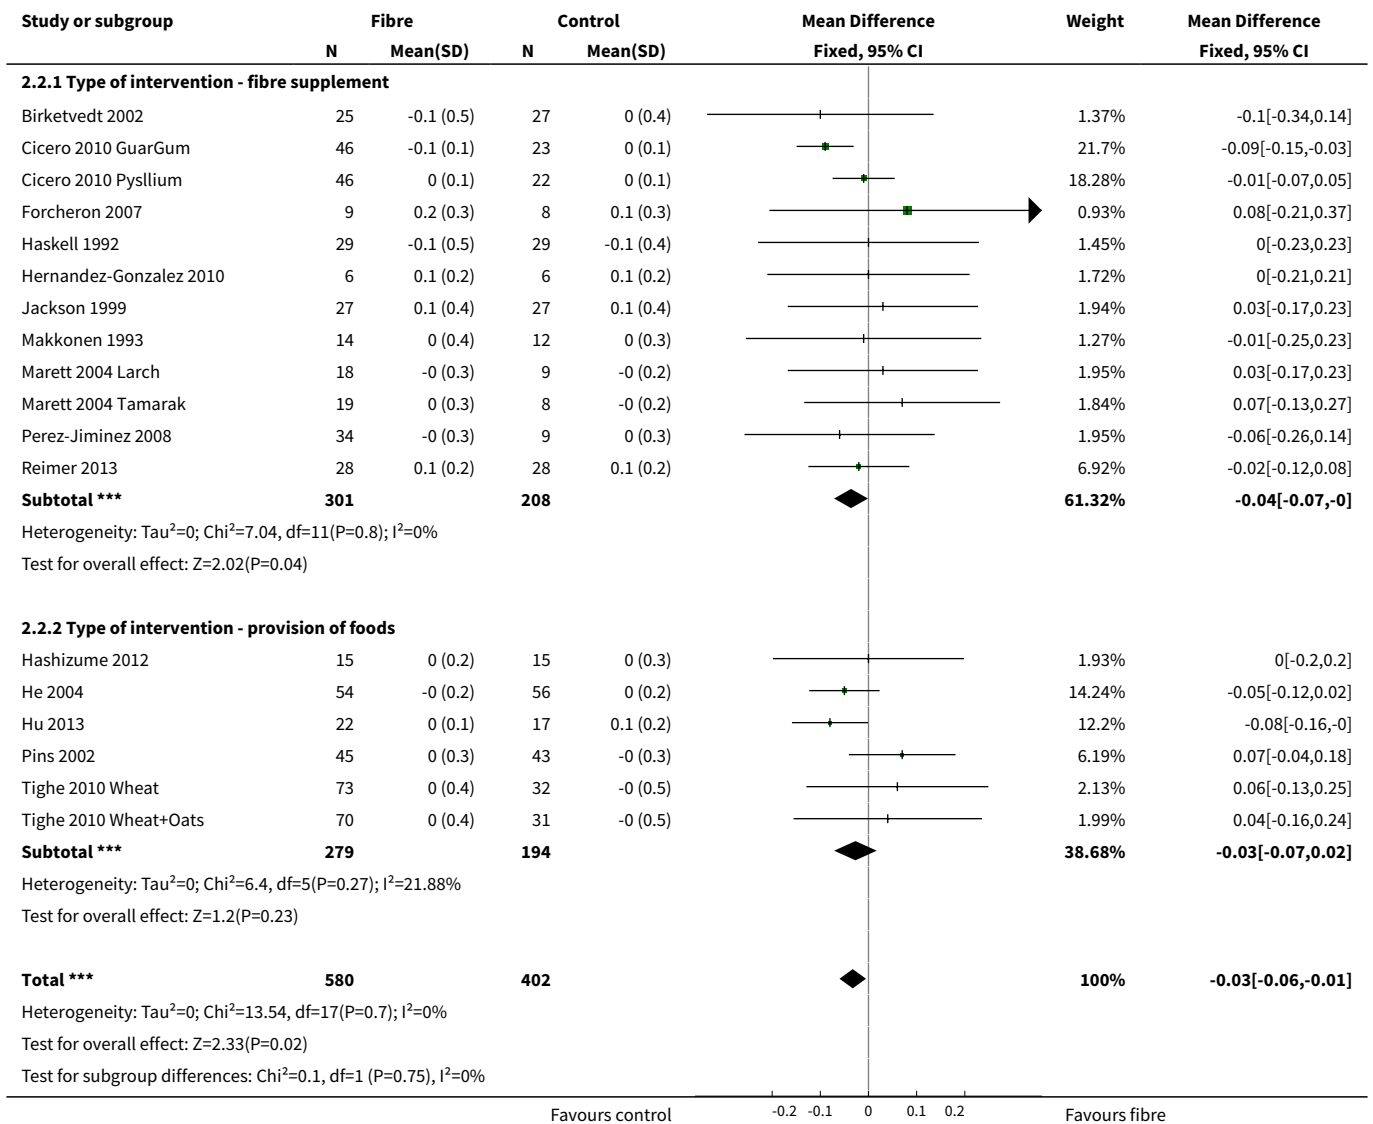 Study or subgroup Fibre Control Mean Difference Weight Mean Difference
N Mean(SD) N Mean(SD) Fixed, 95% CI Fixed, 95% CI
2.2.1 Type of intervention - fibre supplement
Birketvedt 2002 25 -0.1 (0.5) 27 0 (0.4) 1.37% -0.1[-0.34,0.14]
Cicero 2010 GuarGum 46 -0.1 (0.1) 23 0 (0.1) 21.7% -0.09[-0.15,-0.03]
Cicero 2010 Pysllium 46 0 (0.1) 22 0 (0.1) 18.28% -0.01[-0.07,0.05]
Forcheron 2007 9 0.2 (0.3) 8 0.1 (0.3) 0.93% 0.08[-0.21,0.37]
Haskell 1992 29 -0.1 (0.5) 29 -0.1 (0.4) 1.45% 0[-0.23,0.23]
Hernandez-Gonzalez 2010 6 0.1 (0.2) 6 0.1 (0.2) 1.72% 0[-0.21,0.21]
Jackson 1999 27 0.1 (0.4) 27 0.1 (0.4) 1.94% 0.03[-0.17,0.23]
Makkonen 1993 14 0 (0.4) 12 0 (0.3) 1.27% -0.01[-0.25,0.23]
Marett 2004 Larch 18 -0 (0.3) 9 -0 (0.2) 1.95% 0.03[-0.17,0.23]
Marett 2004 Tamarak 19 0 (0.3) 8 -0 (0.2) 1.84% 0.07[-0.13,0.27]
Perez-Jiminez 2008 34 -0 (0.3) 9 0 (0.3) 1.95% -0.06[-0.26,0.14]
Reimer 2013 28 0.1 (0.2) 28 0.1 (0.2) 6.92% -0.02[-0.12,0.08]
Subtotal *** 301 208 61.32% -0.04[-0.07,-0]
Heterogeneity: Tau²=0; Chi²=7.04, df=11(P=0.8); I²=0%
Test for overall effect: Z=2.02(P=0.04)
2.2.2 Type of intervention - provision of foods
Hashizume 2012 15 0 (0.2) 15 0 (0.3) 1.93% 0[-0.2,0.2]
He 2004 54 -0 (0.2) 56 0 (0.2) 14.24% -0.05[-0.12,0.02]
Hu 2013 22 0 (0.1) 17 0.1 (0.2) 12.2% -0.08[-0.16,-0]
Pins 2002 45 0 (0.3) 43 -0 (0.3) 6.19% 0.07[-0.04,0.18]
Tighe 2010 Wheat 73 0 (0.4) 32 -0 (0.5) 2.13% 0.06[-0.13,0.25]
Tighe 2010 Wheat+Oats 70 0 (0.4) 31 -0 (0.5) 1.99% 0.04[-0.16,0.24]
Subtotal *** 279 194 38.68% -0.03[-0.07,0.02]
Heterogeneity: Tau²=0; Chi²=6.4, df=5(P=0.27); I²=21.88%
Test for overall effect: Z=1.2(P=0.23)
Total *** 580 402 100% -0.03[-0.06,-0.01]
Heterogeneity: Tau²=0; Chi²=13.54, df=17(P=0.7); I²=0%
Test for overall effect: Z=2.33(P=0.02)
Test for subgroup differences: Chi²=0.1, df=1 (P=0.75), I²=0%
Favours control -0.2 -0.1 0 0.1 0.2 Favours fibre